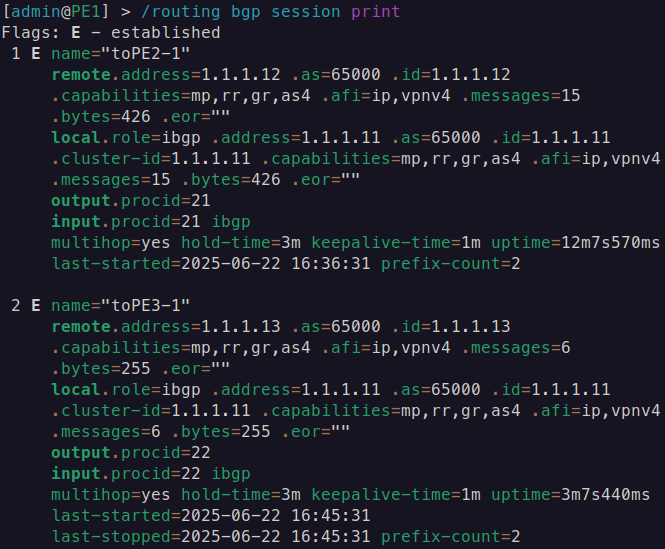 [admin@PE1] > /routing bgp session print
Flags: E - established
1 E name="toPE2-1"
remote.address=1.1.1.12 .as=65000 .id=1.1.1.12
.capabilities=mp,rr,gr,as4 .afi=ip,vpnv4 .messages=15
.bytes=426 .eor=""
local.role=ibgp .address=1.1.1.11 .as=65000 .id=1.1.1.11
.cluster-id=1.1.1.11 .capabilities=mp,rr,gr,as4 .afi=ip,vpnv4
.messages=15 .bytes=426 .eor=""
output.procid=21
input.procid=21 ibgp
multihop=yes hold-time=3m keepalive-time=1m uptime=12m7s570ms
last-started=2025-06-22 16:36:31 prefix-count=2
2 E name="toPE3-1"
remote.address=1.1.1.13 .as=65000 .id=1.1.1.13
.capabilities=mp,rr,gr,as4 .afi=ip,vpnv4 .messages=6
.bytes=255 .eor=""
local.role=ibgp .address=1.1.1.11 .as=65000 .id=1.1.1.11
.cluster-id=1.1.1.11 .capabilities=mp,rr,gr,as4 .afi=ip,vpnv4
.messages=6 .bytes=255 .eor=""
output.procid=22
input.procid=22 ibgp
multihop=yes hold-time=3m keepalive-time=1m uptime=3m7s440ms
last-started=2025-06-22 16:45:31
last-stopped=2025-06-22 16:45:31 prefix-count=2